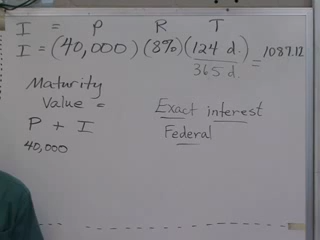 I = P R T
I = (40,000) (8%) (124 d. / 365 d.) = 1087.12
Maturity
Value =
P + I
40,000
Exact interest
Federal